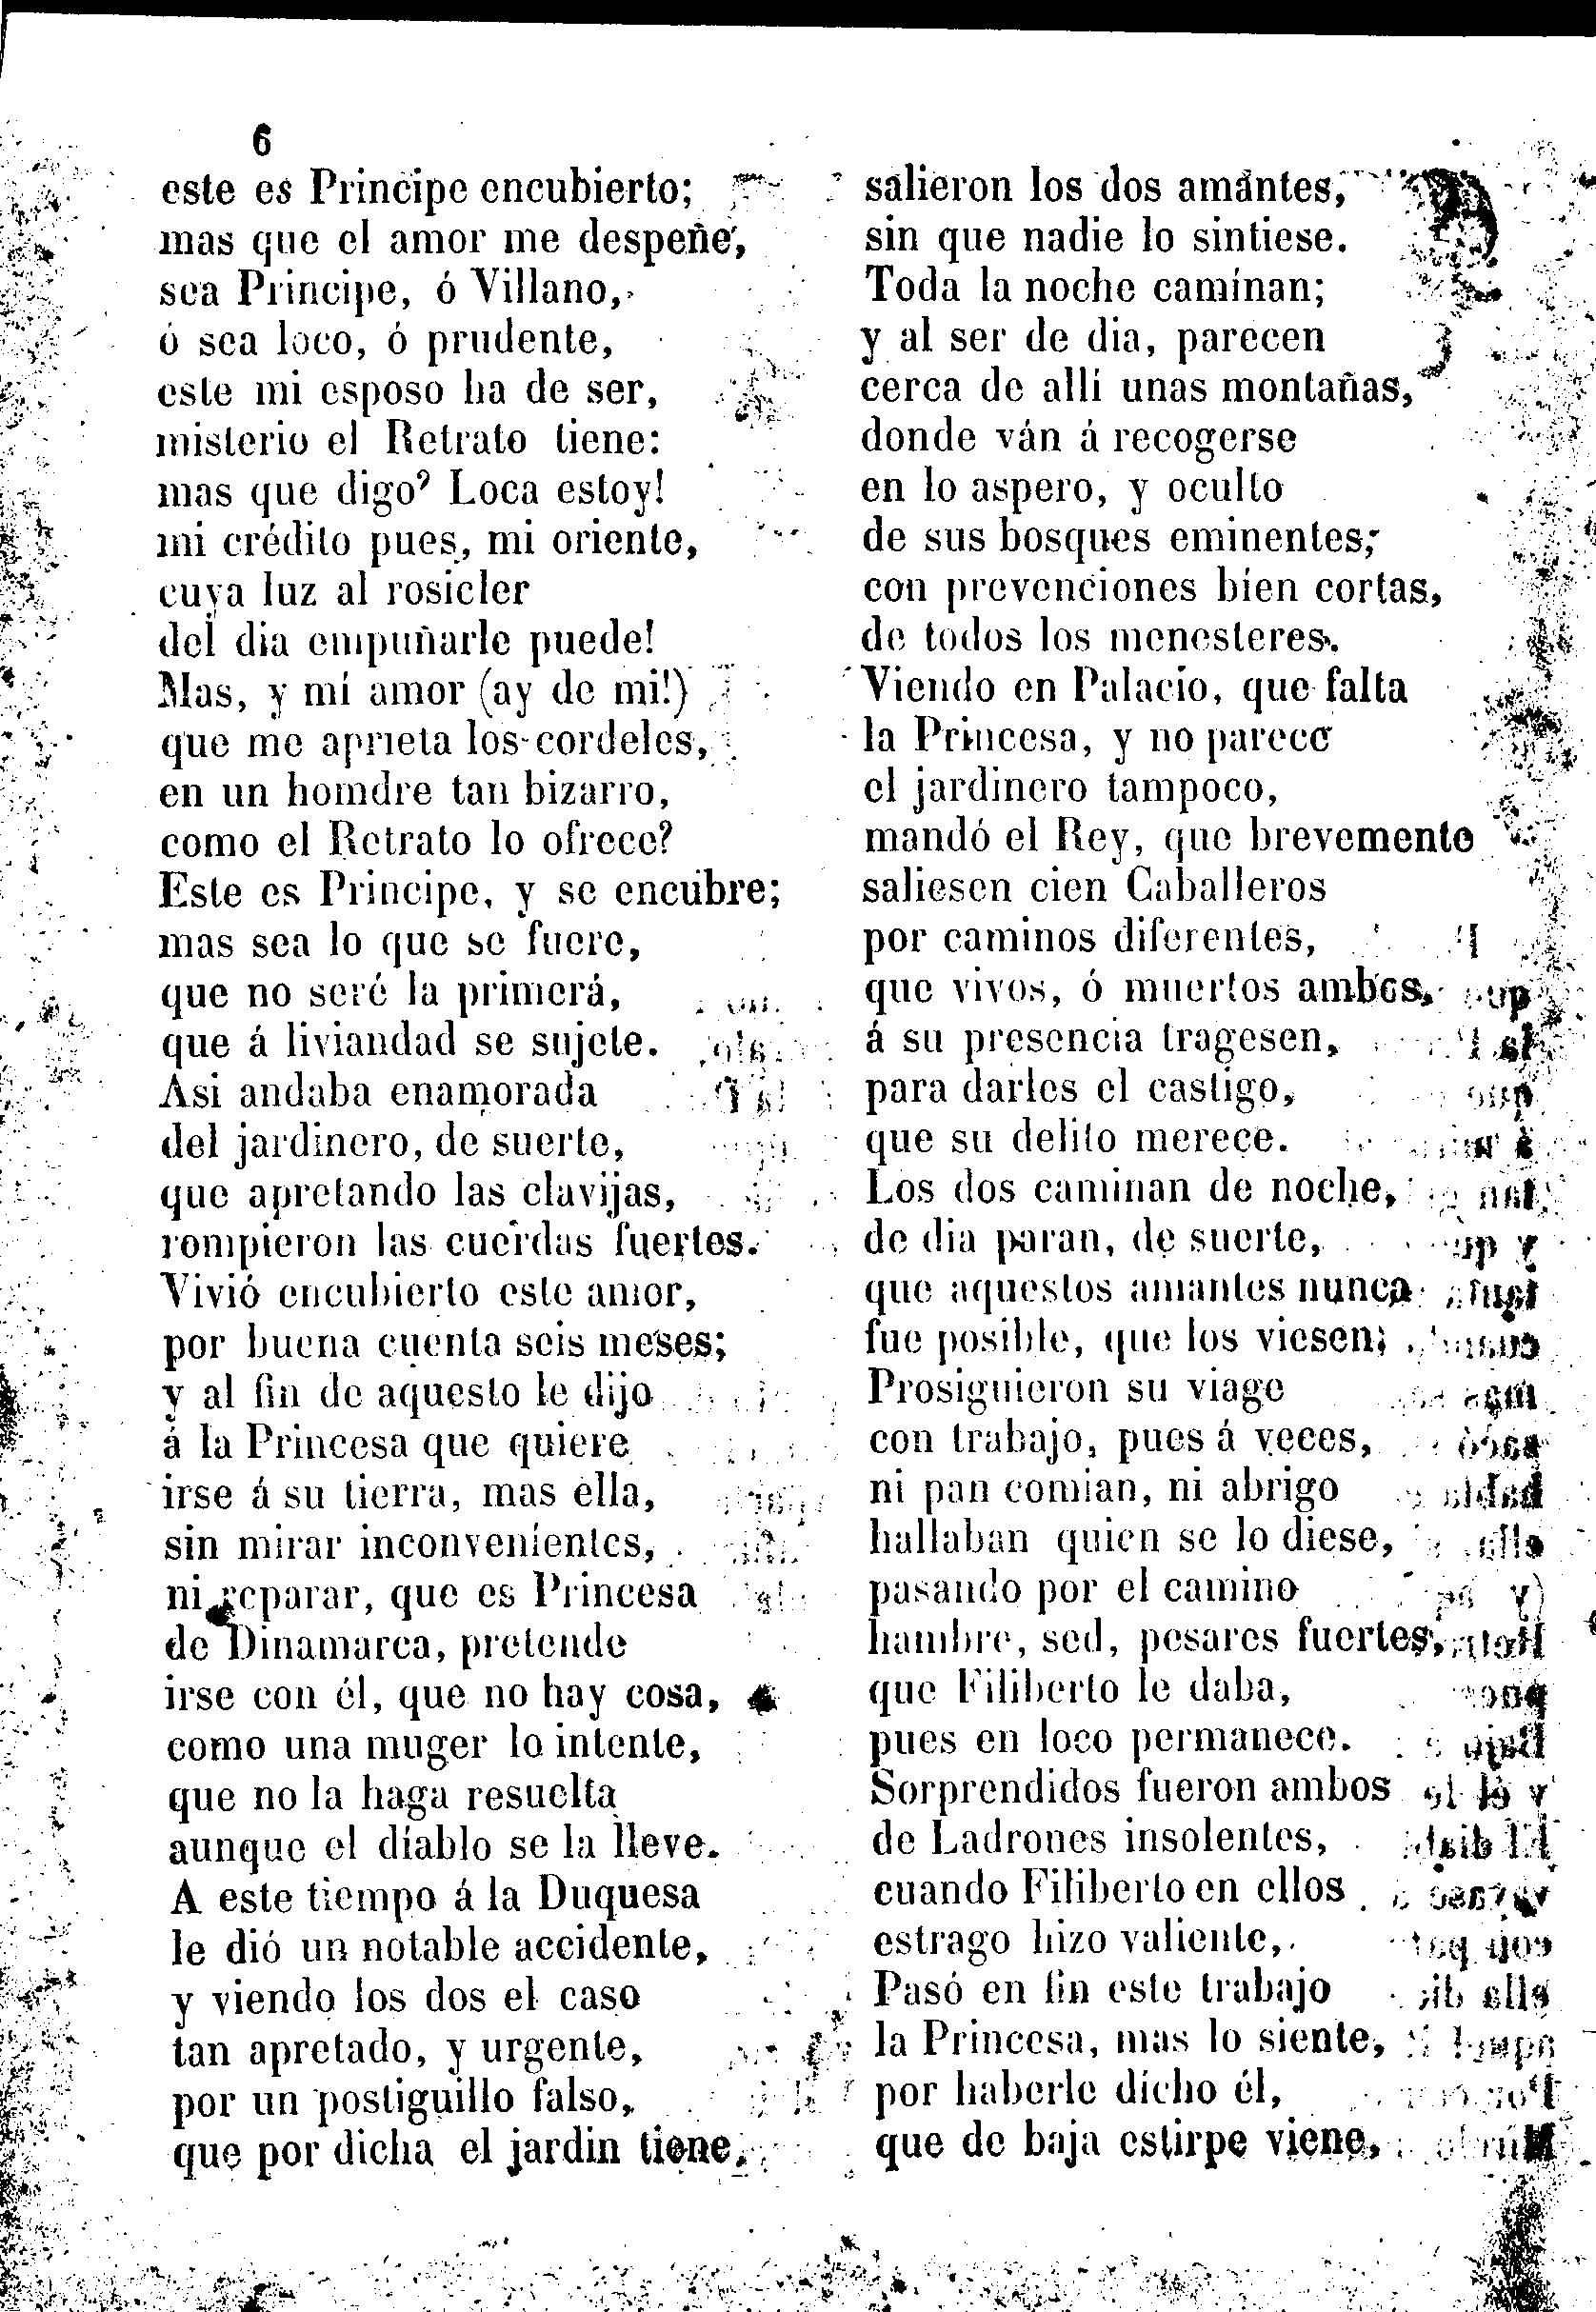 6
este es Principe encubierto;
mas que el amor me despeñe,
sea Principe, ó Villano,
ó sea loco, ó prudente,
este mi esposo ha de ser,
misterio el Retrato tiene:
mas que digo? Loca estoy!
mi crédito pues, mi oriente,
cuya luz al rosicler
del dia empuñarle puede!
Mas, y mí amor (ay de mi!)
que me aprieta los cordeles,
en un homdre tan bizarro,
como el Retrato lo ofrece?
Este es Principe, y se encubre;
mas sea lo que se fuere,
que no seré la primerá,
que á liviandad se sujete.
Asi andaba enamorada
del jardinero, de suerte,
que apretando las clavijas,
rompieron las cuerdas fuertes.
Vivió encubierto este amor,
por buena cuenta seis meses;
y al fin de aquesto le dijo
á la Princesa que quiere
irse á su tierra, mas ella,
sin mirar inconveníentes,
ni reparar, que es Princesa
de Dinamarca, pretende
irse con él, que no hay cosa,
como una muger lo intente,
que no la haga resuelta
aunque el díablo se la lleve.
A este tiempo á la Duquesa
le dió un notable accidente,
y viendo los dos el caso
tan apretado, y urgente,
por un postiguillo falso,
que por dicha el jardin tiene,
salieron los dos amántes,
sin que nadie lo sintiese.
Toda la noche camínan;
y al ser de dia, parecen
cerca de allí unas montañas,
donde ván á recogerse
en lo aspero, y oculto
de sus bosques eminentes;
con prevenciones bien cortas,
de todos los menesteres.
Viendo en Palacio, que falta
la Princesa, y no parece
el jardinero tampoco,
mandó el Rey, que brevemente
saliesen cien Caballeros
por caminos diferentes,
que vivos, ó muertos ambos,
á su presencia tragesen,
para darles el castigo,
que su delito merece.
Los dos caminan de noche,
de dia paran, de suerte,
que aquestos amantes nunca
fue posible, que los viesen;
Prosiguieron su viage
con trabajo, pues á veces,
ni pan comian, ni abrigo
hallaban quien se lo diese,
pasando por el camino
hambre, sed, pesares fuertes,
que Filiberto le daba,
pues en loco permanece.
Sorprendidos fueron ambos
de Ladrones insolentes,
cuando Filiberto en ellos
estrago hizo valiente,
Pasó en fin este trabajo
la Princesa, mas lo siente,
por haberle dícho él,
que de baja estirpe viene,